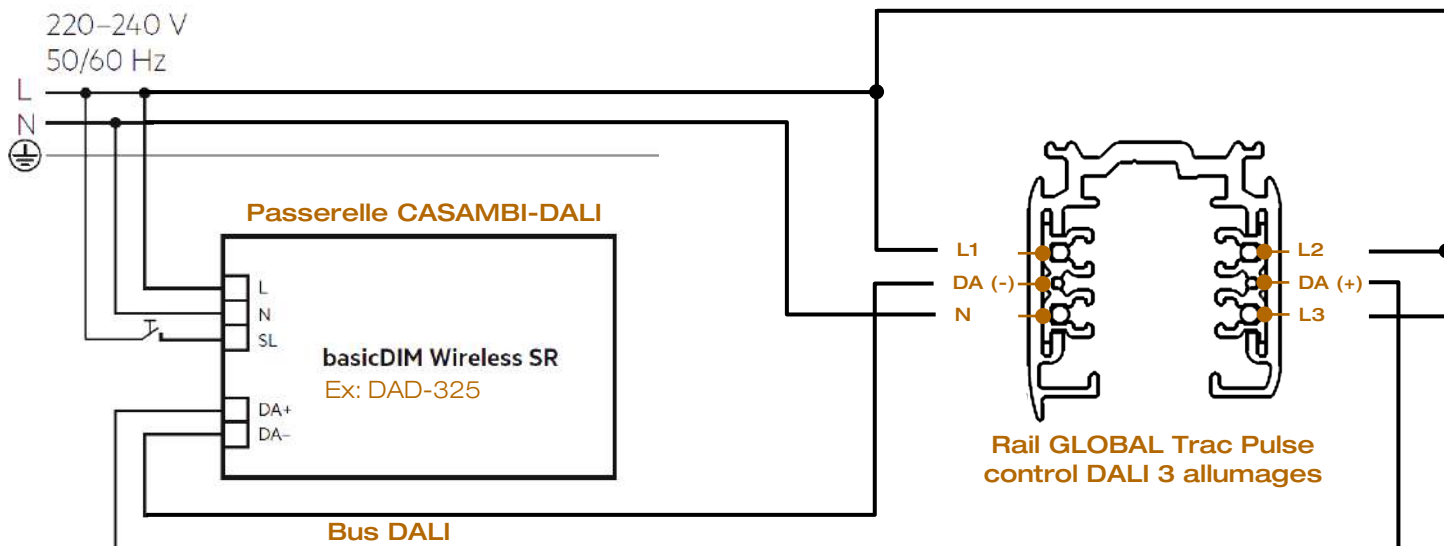 220–240 V
50/60 Hz
L
N
Passerelle CASAMBI-DALI
L
N
SL
basicDIM Wireless SR
Ex: DAD-325
DA+
DA–
Bus DALI
L1
DA (-)
N
L2
DA (+)
L3
Rail GLOBAL Trac Pulse
control DALI 3 allumages